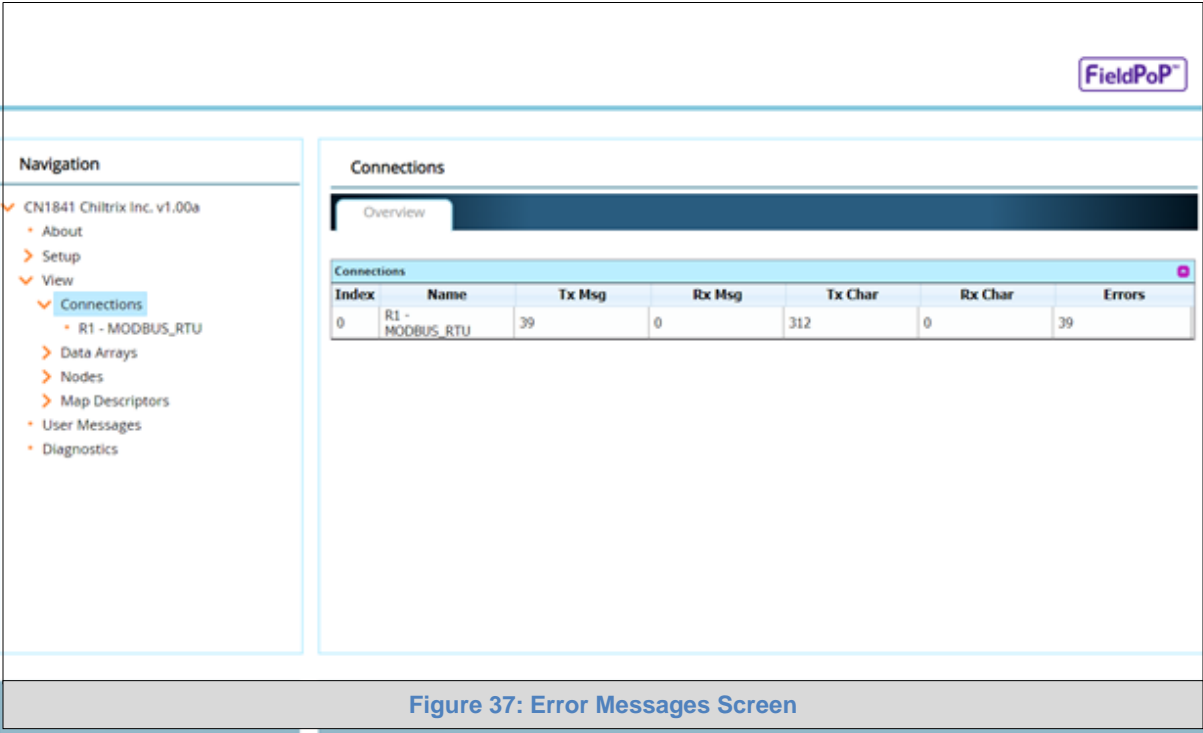 FieldPoP™
Navigation
CN1841 Chiltrix Inc. v1.00a
About
Setup
View
Connections
R1 - MODBUS_RTU
Data Arrays
Nodes
Map Descriptors
User Messages
Diagnostics
Connections
Overview
Connections
Index Name Tx Msg Rx Msg Tx Char Rx Char Errors
0 R1 - MODBUS_RTU 39 0 312 0 39
Figure 37: Error Messages Screen